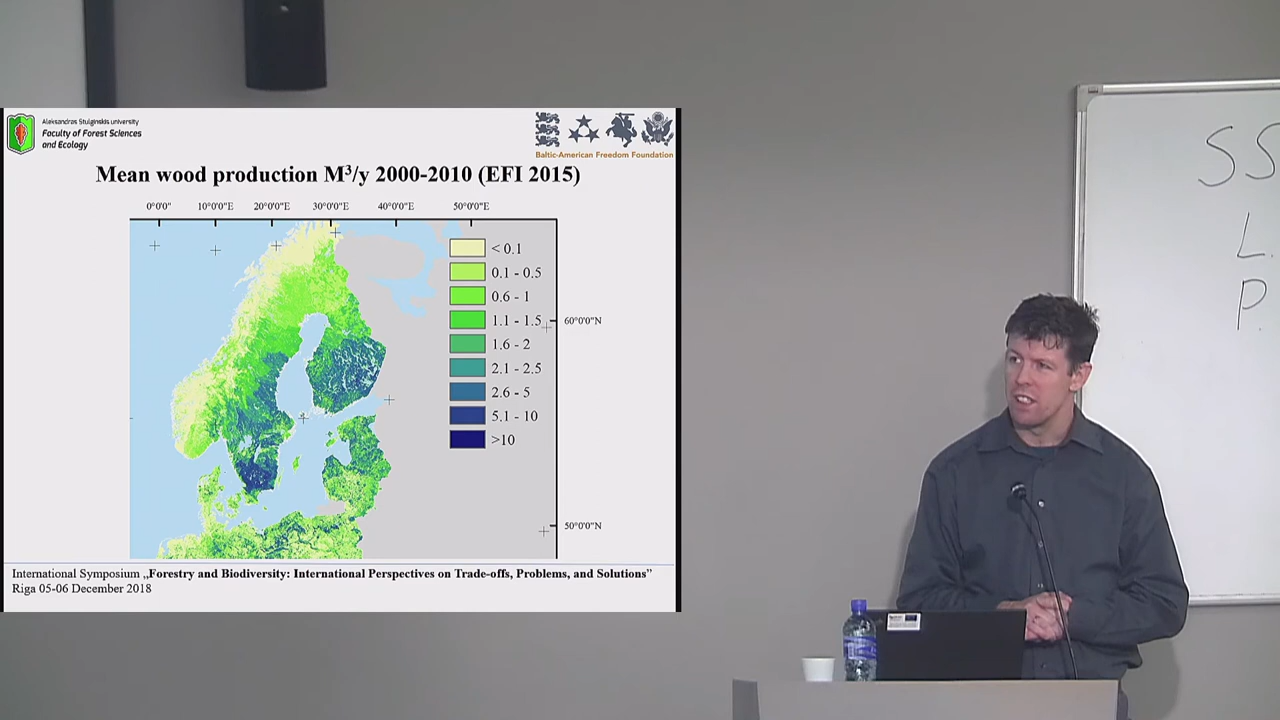 Aleksandras Stulginskis university
Faculty of Forest Sciences
and Ecology
Baltic-American Freedom Foundation
Mean wood production M³/y 2000-2010 (EFI 2015)
0°0'0" 10°0'0"E 20°0'0"E 30°0'0"E 40°0'0"E 50°0'0"E
< 0.1
0.1 - 0.5
0.6 - 1
1.1 - 1.5
1.6 - 2
2.1 - 2.5
2.6 - 5
5.1 - 10
>10
60°0'0"N
50°0'0"N
International Symposium „Forestry and Biodiversity: International Perspectives on Trade-offs, Problems, and Solutions”
Riga 05-06 December 2018
SS
L.
P.